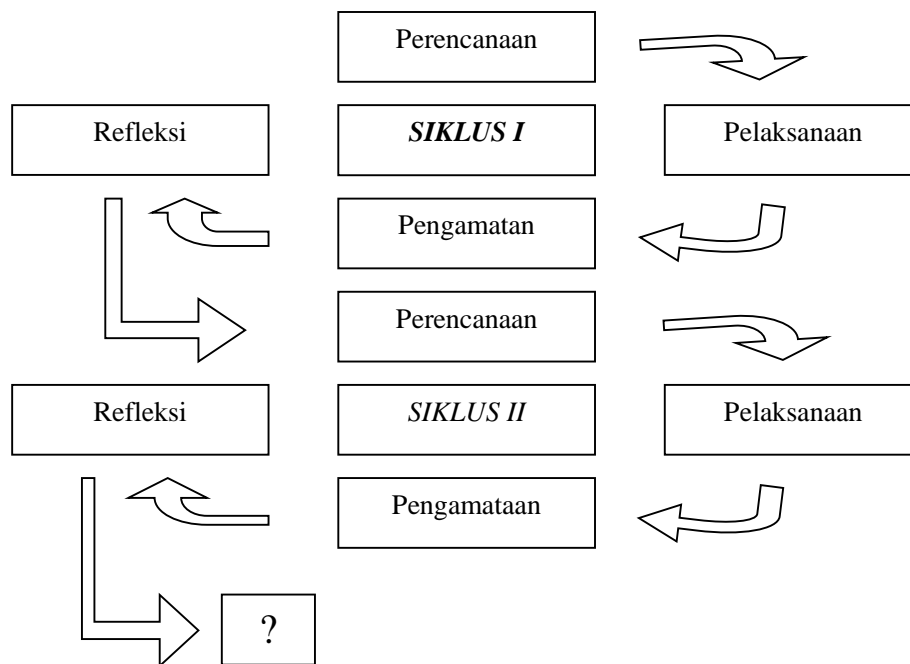 Perencanaan
Refleksi
SIKLUS I
Pelaksanaan
Pengamatan
Perencanaan
Refleksi
SIKLUS II
Pelaksanaan
Pengamataan
?